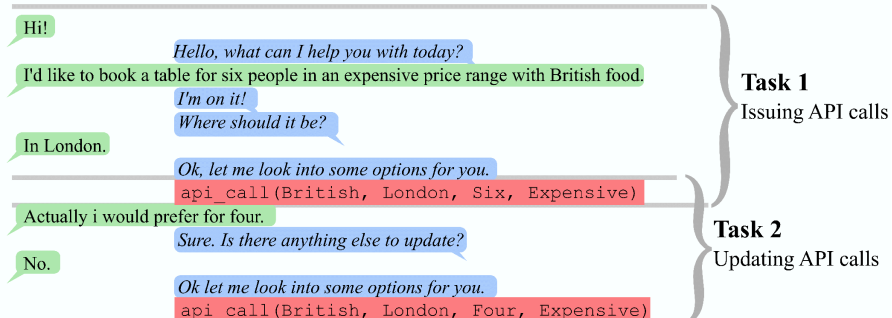 Hi!
Hello, what can I help you with today?
I'd like to book a table for six people in an expensive price range with British food.
I'm on it!
Where should it be?
In London.
Ok, let me look into some options for you.
api_call(British, London, Six, Expensive)
Task 1
Issuing API calls
Actually i would prefer for four.
Sure. Is there anything else to update?
No.
Ok let me look into some options for you.
api_call(British, London, Four, Expensive)
Task 2
Updating API calls